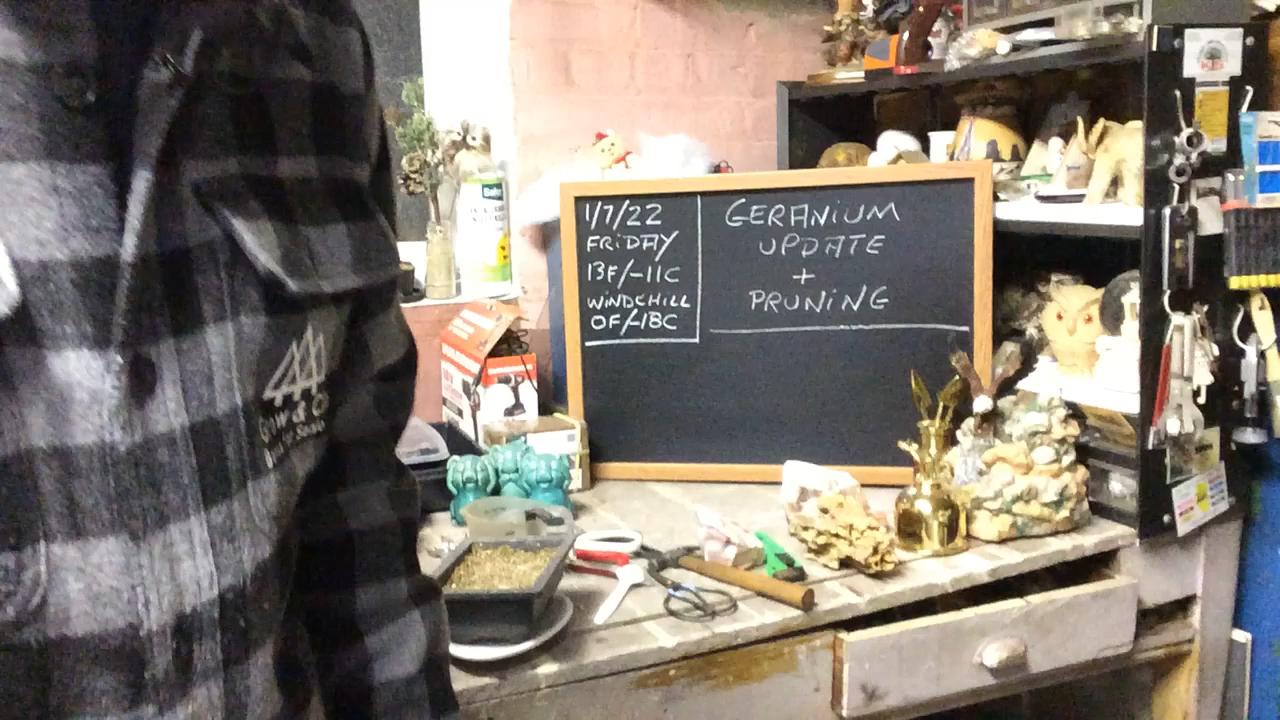 1/7/22
FRIDAY
13F/-11C
WINDCHILL
0F/-18C
GERANIUM
UPDATE
+
PRUNING